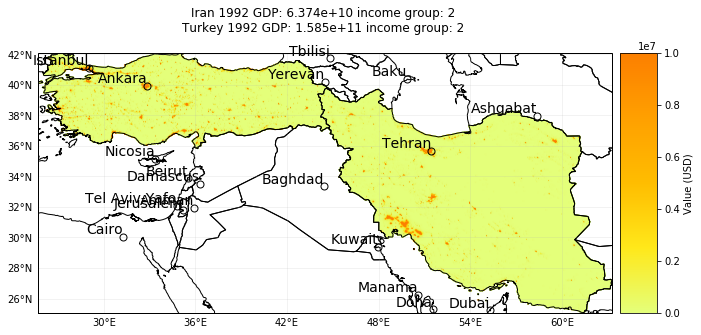 Iran 1992 GDP: 6.374e+10 income group: 2
Turkey 1992 GDP: 1.585e+11 income group: 2
1e7
42°N
40°N
38°N
36°N
34°N
32°N
30°N
28°N
26°N
Istanbul
Ankara
Tbilisi
Yerevan
Baku
Ashgabat
Tehran
Nicosia
Beirut
Damascus
Baghdad
Tel Aviv-Yafo
Amman
Jerusalem
Cairo
Kuwait
Manama
Doha
Dubai
30°E
36°E
42°E
48°E
54°E
60°E
1.0
0.8
0.6
0.4
0.2
0.0
Value (USD)